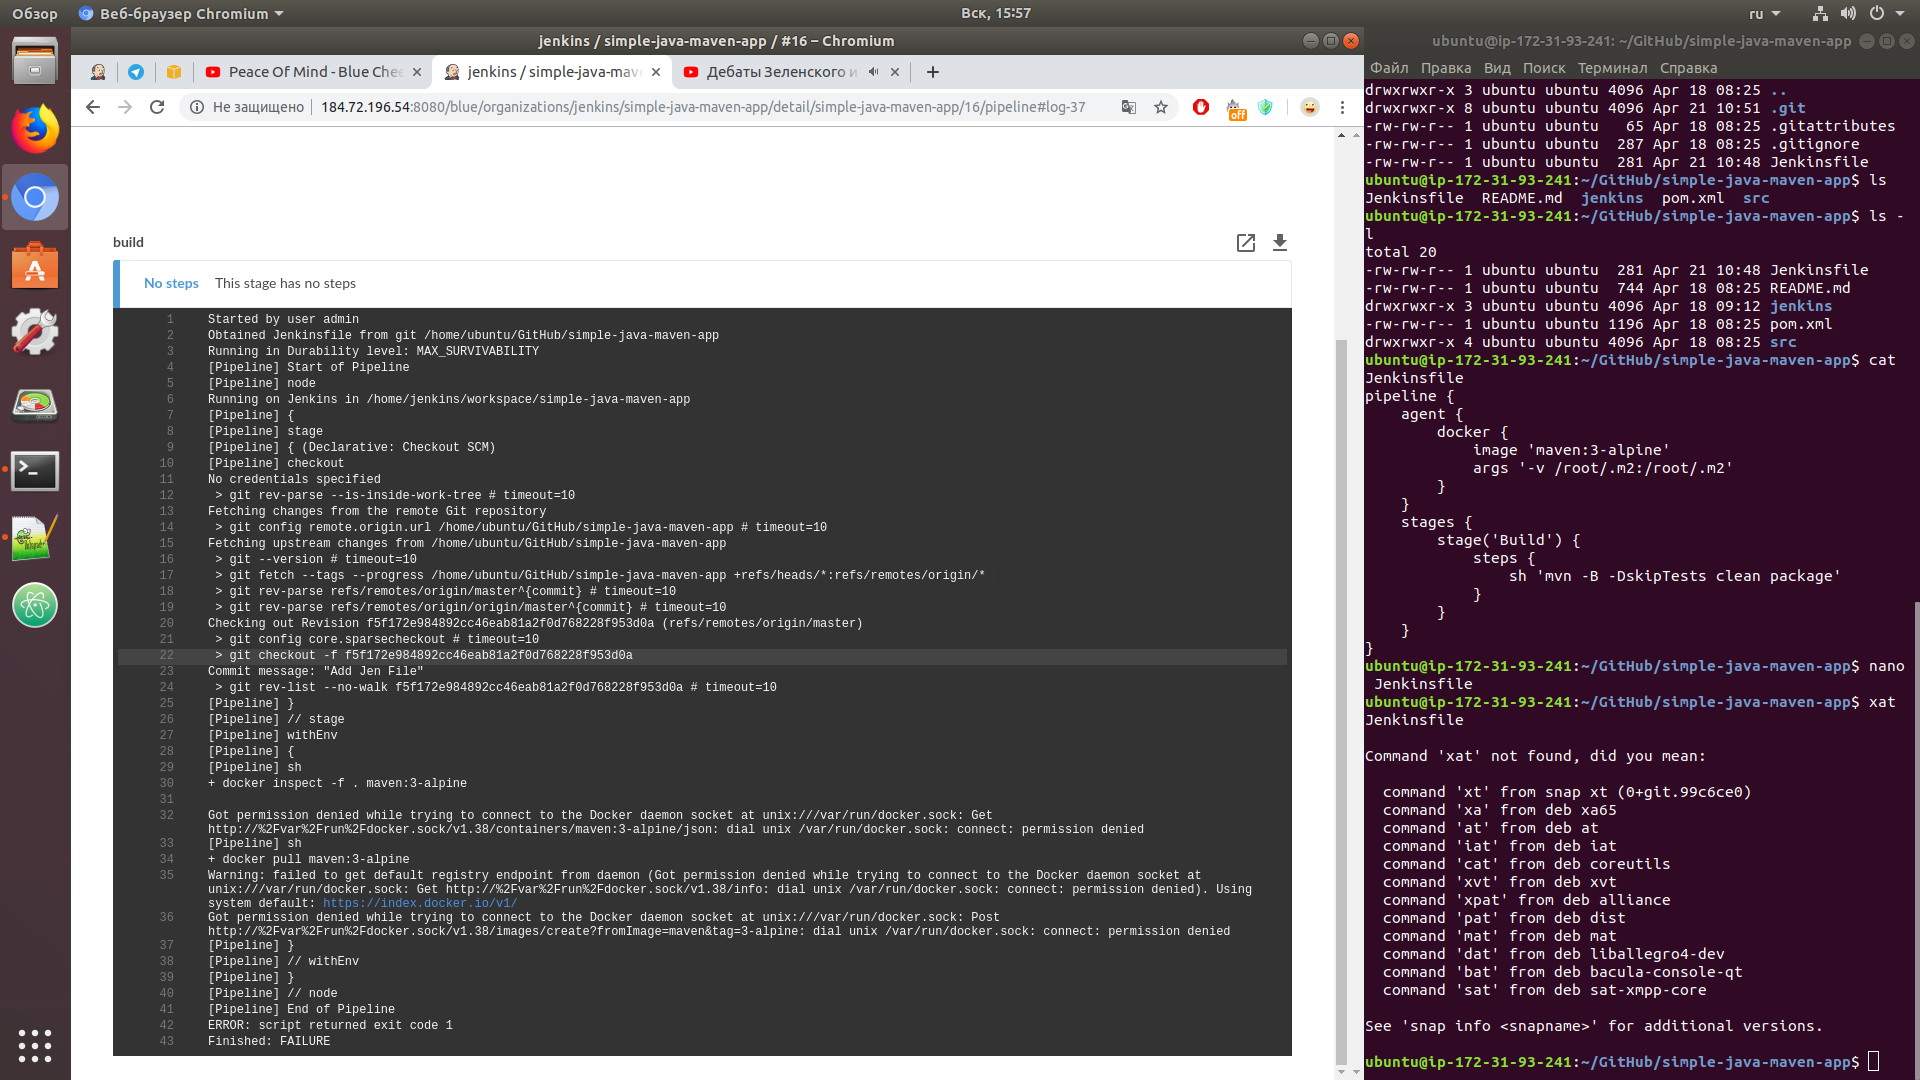 Обзор
Веб-браузер Chromium
Вск, 15:57
ru
jenkins / simple-java-maven-app / #16 – Chromium
Peace Of Mind - Blue Chee
jenkins / simple-java-mav
Дебаты Зеленского и
Не защищено
184.72.196.54:8080/blue/organizations/jenkins/simple-java-maven-app/detail/simple-java-maven-app/16/pipeline#log-37
off
build
No steps This stage has no steps
1 Started by user admin
2 Obtained Jenkinsfile from git /home/ubuntu/GitHub/simple-java-maven-app
3 Running in Durability level: MAX_SURVIVABILITY
4 [Pipeline] Start of Pipeline
5 [Pipeline] node
6 Running on Jenkins in /home/jenkins/workspace/simple-java-maven-app
7 [Pipeline] {
8 [Pipeline] stage
9 [Pipeline] { (Declarative: Checkout SCM)
10 [Pipeline] checkout
11 No credentials specified
12 > git rev-parse --is-inside-work-tree # timeout=10
13 Fetching changes from the remote Git repository
14 > git config remote.origin.url /home/ubuntu/GitHub/simple-java-maven-app # timeout=10
15 Fetching upstream changes from /home/ubuntu/GitHub/simple-java-maven-app
16 > git --version # timeout=10
17 > git fetch --tags --progress /home/ubuntu/GitHub/simple-java-maven-app +refs/heads/*:refs/remotes/origin/*
18 > git rev-parse refs/remotes/origin/master^{commit} # timeout=10
19 > git rev-parse refs/remotes/origin/origin/master^{commit} # timeout=10
20 Checking out Revision f5f172e984892cc46eab81a2f0d768228f953d0a (refs/remotes/origin/master)
21 > git config core.sparsecheckout # timeout=10
22 > git checkout -f f5f172e984892cc46eab81a2f0d768228f953d0a
23 Commit message: "Add Jen File"
24 > git rev-list --no-walk f5f172e984892cc46eab81a2f0d768228f953d0a # timeout=10
25 [Pipeline] }
26 [Pipeline] // stage
27 [Pipeline] withEnv
28 [Pipeline] {
29 [Pipeline] sh
30 + docker inspect -f . maven:3-alpine
31
32 Got permission denied while trying to connect to the Docker daemon socket at unix:///var/run/docker.sock: Get
http://%2Fvar%2Frun%2Fdocker.sock/v1.38/containers/maven:3-alpine/json: dial unix /var/run/docker.sock: connect: permission denied
33 [Pipeline] sh
34 + docker pull maven:3-alpine
35 Warning: failed to get default registry endpoint from daemon (Got permission denied while trying to connect to the Docker daemon socket at
unix:///var/run/docker.sock: Get http://%2Fvar%2Frun%2Fdocker.sock/v1.38/info: dial unix /var/run/docker.sock: connect: permission denied). Using
system default: https://index.docker.io/v1/
36 Got permission denied while trying to connect to the Docker daemon socket at unix:///var/run/docker.sock: Post
http://%2Fvar%2Frun%2Fdocker.sock/v1.38/images/create?fromImage=maven&tag=3-alpine: dial unix /var/run/docker.sock: connect: permission denied
37 [Pipeline] }
38 [Pipeline] // withEnv
39 [Pipeline] }
40 [Pipeline] // node
41 [Pipeline] End of Pipeline
42 ERROR: script returned exit code 1
43 Finished: FAILURE
ubuntu@ip-172-31-93-241: ~/GitHub/simple-java-maven-app
Файл Правка Вид Поиск Терминал Справка
drwxrwxr-x 3 ubuntu ubuntu 4096 Apr 18 08:25 ..
drwxrwxr-x 8 ubuntu ubuntu 4096 Apr 21 10:51 .git
-rw-rw-r-- 1 ubuntu ubuntu 65 Apr 18 08:25 .gitattributes
-rw-rw-r-- 1 ubuntu ubuntu 287 Apr 18 08:25 .gitignore
-rw-rw-r-- 1 ubuntu ubuntu 281 Apr 21 10:48 Jenkinsfile
ubuntu@ip-172-31-93-241:~/GitHub/simple-java-maven-app$ ls
Jenkinsfile README.md jenkins pom.xml src
ubuntu@ip-172-31-93-241:~/GitHub/simple-java-maven-app$ ls -
l
total 20
-rw-rw-r-- 1 ubuntu ubuntu 281 Apr 21 10:48 Jenkinsfile
-rw-rw-r-- 1 ubuntu ubuntu 744 Apr 18 08:25 README.md
drwxrwxr-x 3 ubuntu ubuntu 4096 Apr 18 09:12 jenkins
-rw-rw-r-- 1 ubuntu ubuntu 1196 Apr 18 08:25 pom.xml
drwxrwxr-x 4 ubuntu ubuntu 4096 Apr 18 08:25 src
ubuntu@ip-172-31-93-241:~/GitHub/simple-java-maven-app$ cat
Jenkinsfile
pipeline {
agent {
docker {
image 'maven:3-alpine'
args '-v /root/.m2:/root/.m2'
}
}
stages {
stage('Build') {
steps {
sh 'mvn -B -DskipTests clean package'
}
}
}
}
ubuntu@ip-172-31-93-241:~/GitHub/simple-java-maven-app$ nano
Jenkinsfile
ubuntu@ip-172-31-93-241:~/GitHub/simple-java-maven-app$ xat
Jenkinsfile
Command 'xat' not found, did you mean:
command 'xt' from snap xt (0+git.99c6ce0)
command 'xa' from deb xa65
command 'at' from deb at
command 'iat' from deb iat
command 'cat' from deb coreutils
command 'xvt' from deb xvt
command 'xpat' from deb alliance
command 'pat' from deb dist
command 'mat' from deb mat
command 'dat' from deb liballegro4-dev
command 'bat' from deb bacula-console-qt
command 'sat' from deb sat-xmpp-core
See 'snap info <snapname>' for additional versions.
ubuntu@ip-172-31-93-241:~/GitHub/simple-java-maven-app$